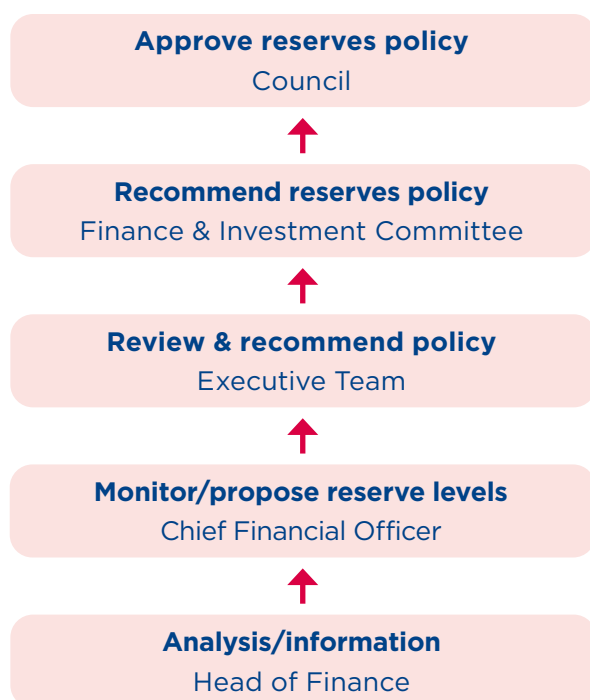 Approve reserves policy
Council
Recommend reserves policy
Finance & Investment Committee
Review & recommend policy
Executive Team
Monitor/propose reserve levels
Chief Financial Officer
Analysis/information
Head of Finance